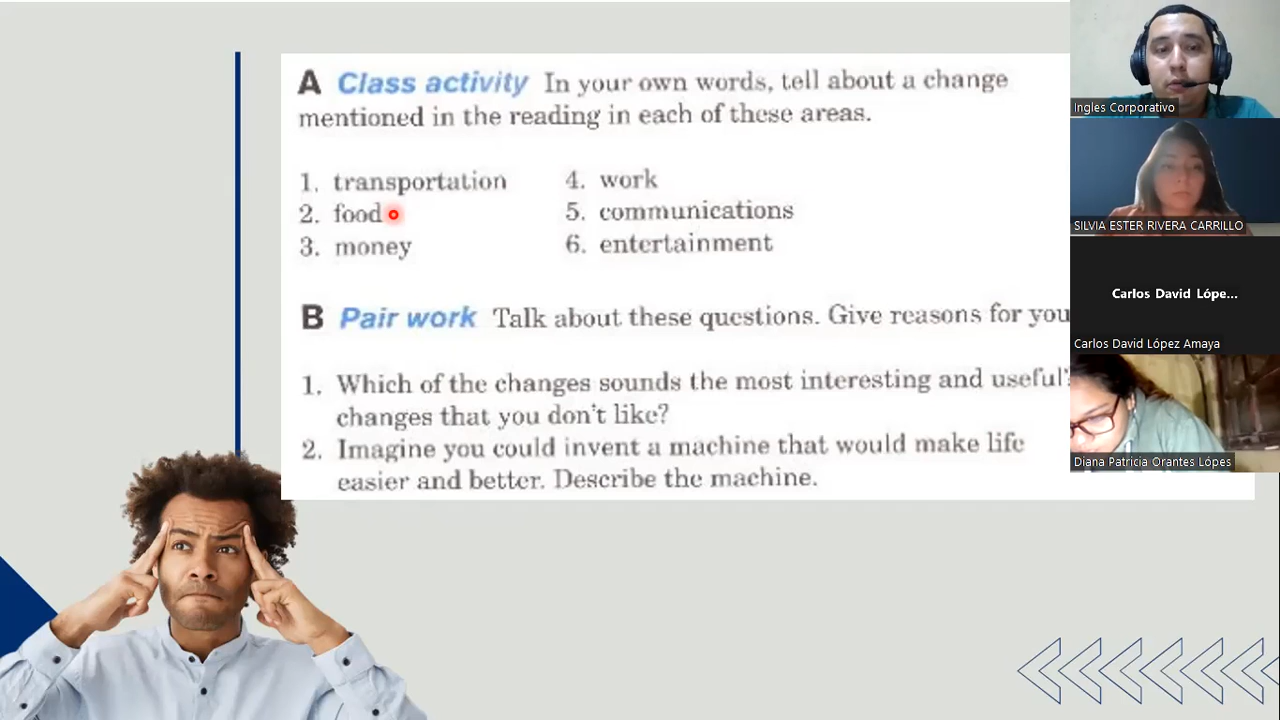 A Class activity In your own words, tell about a change
mentioned in the reading in each of these areas.
1. transportation
2. food
3. money
4. work
5. communications
6. entertainment
B Pair work Talk about these questions. Give reasons for you
1. Which of the changes sounds the most interesting and useful?
changes that you don't like?
2. Imagine you could invent a machine that would make life
easier and better. Describe the machine.
Ingles Corporativo
SILVIA ESTER RIVERA CARRILLO
Carlos David Lópe...
Carlos David López Amaya
Diana Patricia Orantes Lópes